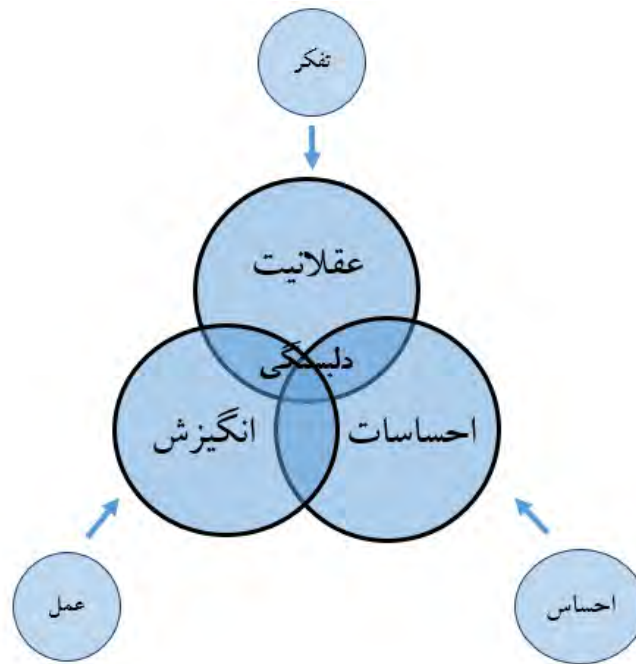 تفکر
عقلانیت
دلبستگی
احساسات
انگیزش
احساس
عمل